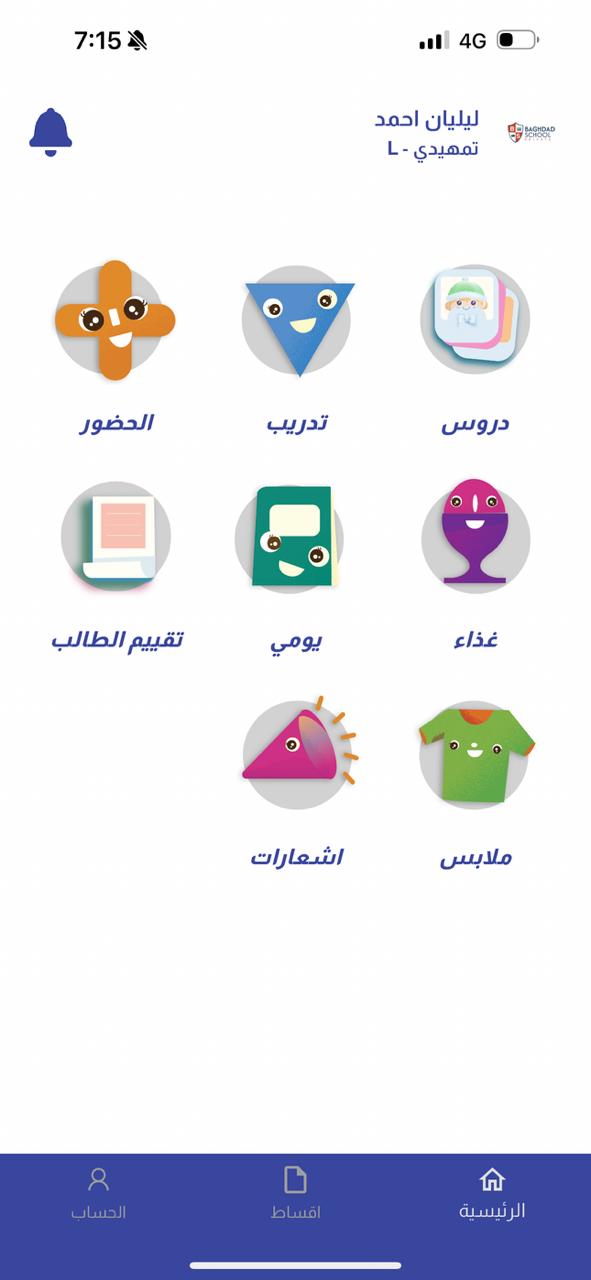 7:15
4G
ليليان احمد
تمهيدي - L
BAGHDAD
SCHOOL
دروس
تدريب
الحضور
غذاء
يومي
تقييم الطالب
ملابس
اشعارات
الرئيسية
اقساط
الحساب